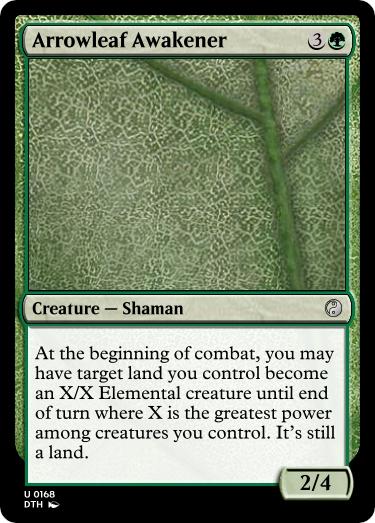 Arrowleaf Awakener 3
Creature — Shaman
At the beginning of combat, you may
have target land you control become
an X/X Elemental creature until end
of turn where X is the greatest power
among creatures you control. It's still
a land.
2/4
U 0168
DTH